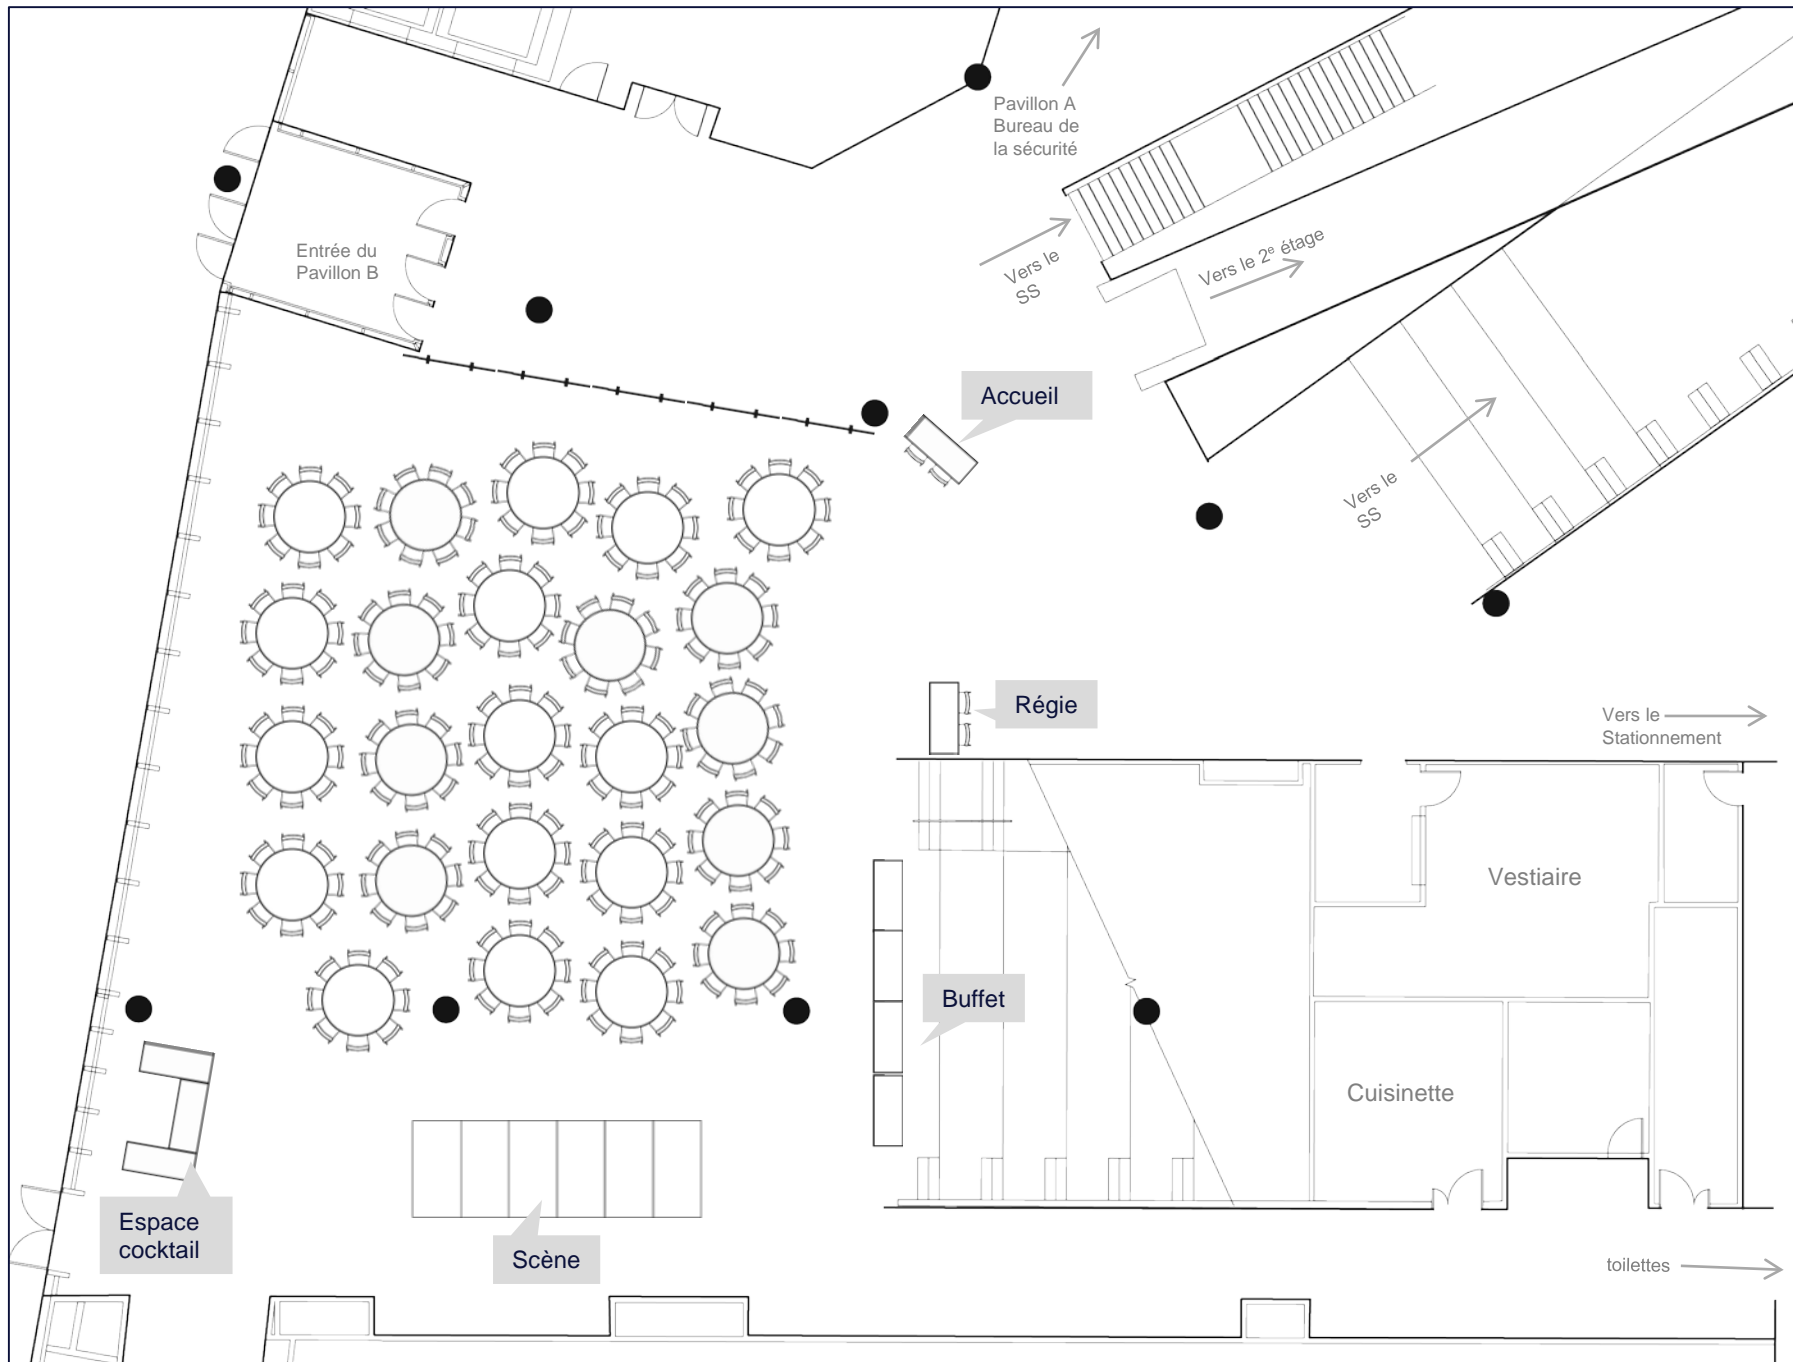 Pavillon A
Bureau de
la sécurité
Entrée du
Pavillon B
Vers le
SS
Vers le 2e étage
Accueil
Vers le
SS
Régie
Vers le
Stationnement
Vestiaire
Buffet
Cuisinette
Espace
cocktail
Scène
toilettes